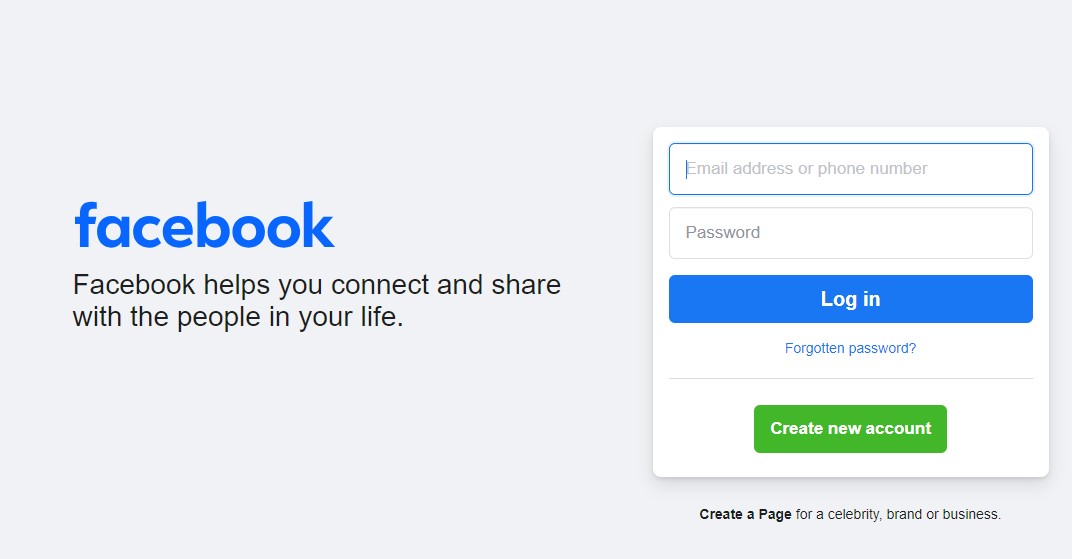 facebook
Facebook helps you connect and share
with the people in your life.
Email address or phone number
Password
Log in
Forgotten password?
Create new account
Create a Page for a celebrity, brand or business.